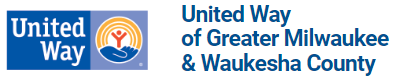 United
Way
United Way
of Greater Milwaukee
& Waukesha County